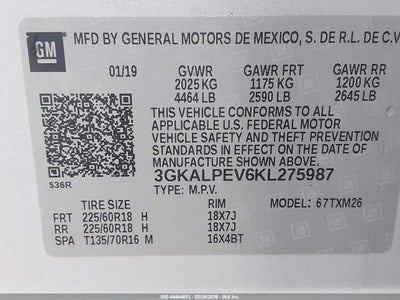 GM
MFD BY GENERAL MOTORS DE MEXICO, S. DE R.L. DE C.V
01/19 GVWR GAWR FRT GAWR RR
2025 KG 1175 KG 1200 KG
4464 LB 2590 LB 2645 LB
THIS VEHICLE CONFORMS TO ALL
APPLICABLE U.S. FEDERAL MOTOR
VEHICLE SAFETY AND THEFT PREVENTION
STANDARDS IN EFFECT ON THE DATE OF
MANUFACTURE SHOWN ABOVE.
3GKALPEV6KL275987
S36R TYPE: M.P.V.
TIRE SIZE RIM 67TXM26
FRT 225/60R18 H 18X7J
RR 225/60R18 H 18X7J
SPA T135/70R16 M 16X4BT